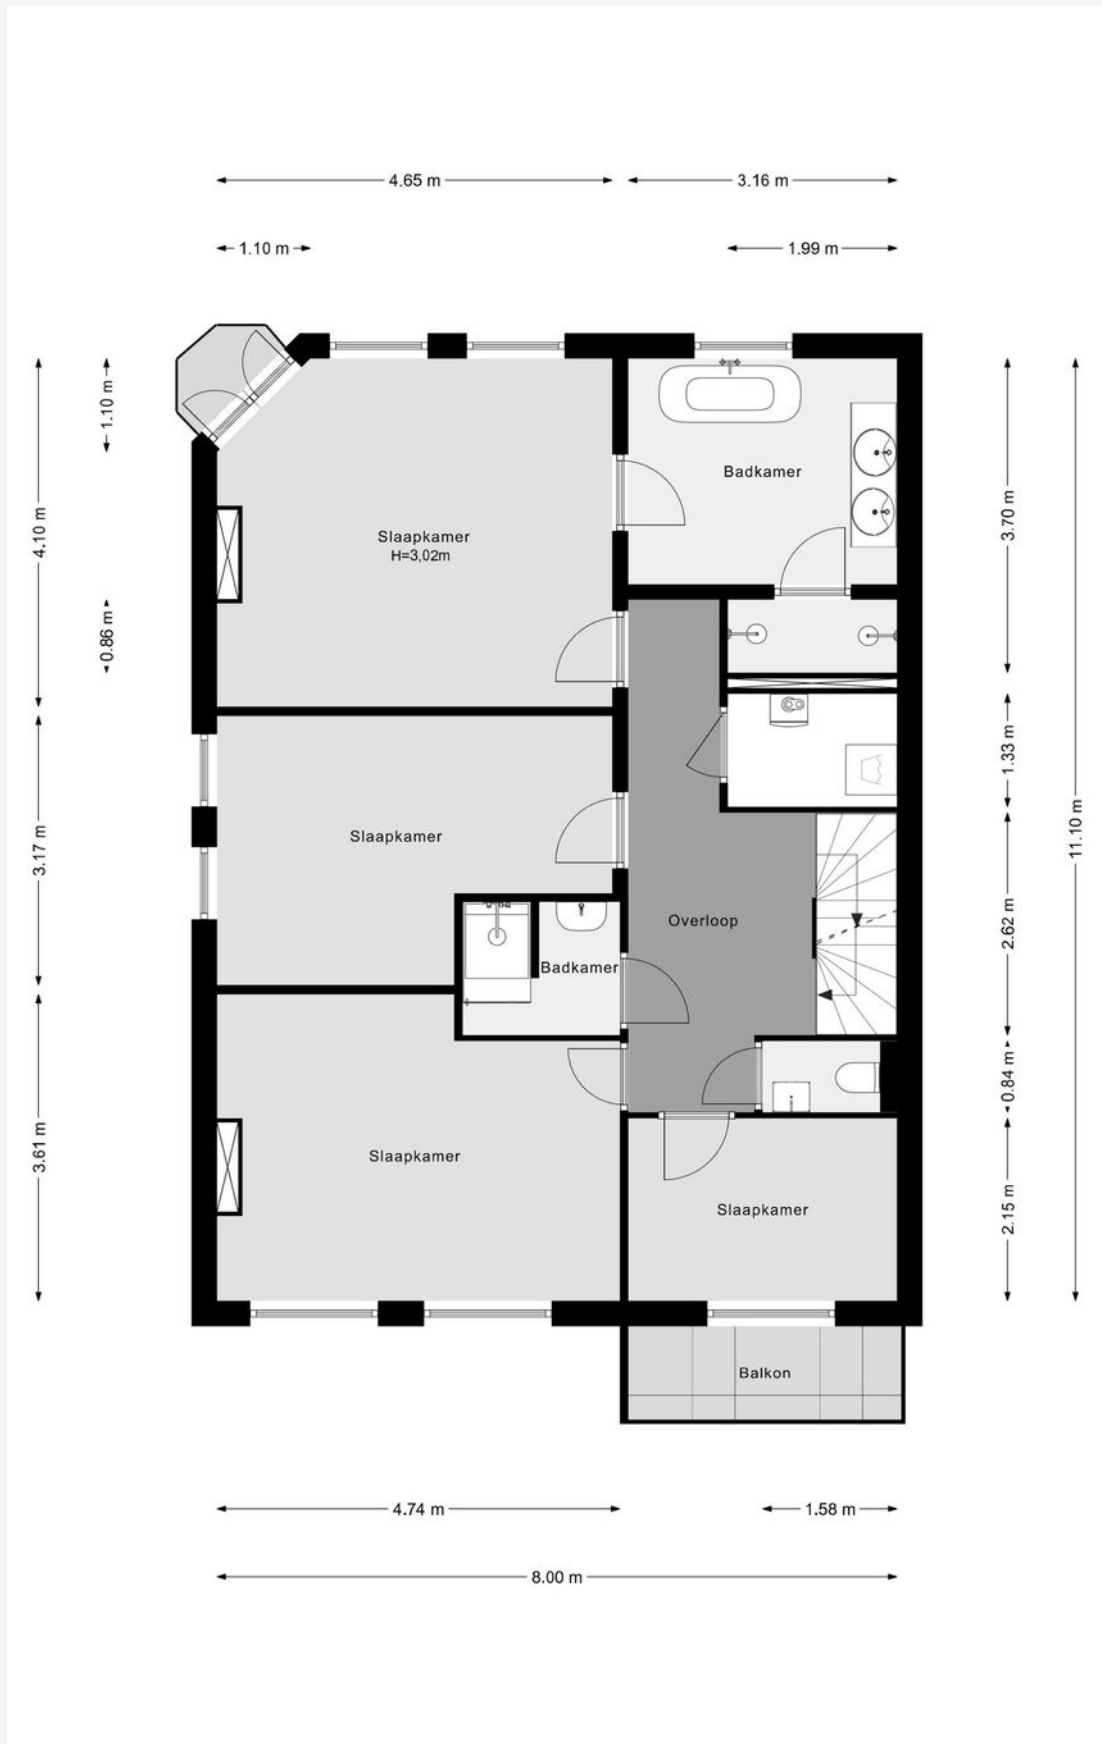 4.65 m
3.16 m
1.10 m
1.99 m
1.10 m
4.10 m
0.86 m
3.17 m
3.61 m
Slaapkamer
H=3,02m
Badkamer
Slaapkamer
Overloop
Badkamer
Slaapkamer
Slaapkamer
Balkon
3.70 m
1.33 m
2.62 m
0.84 m
2.15 m
11.10 m
4.74 m
1.58 m
8.00 m